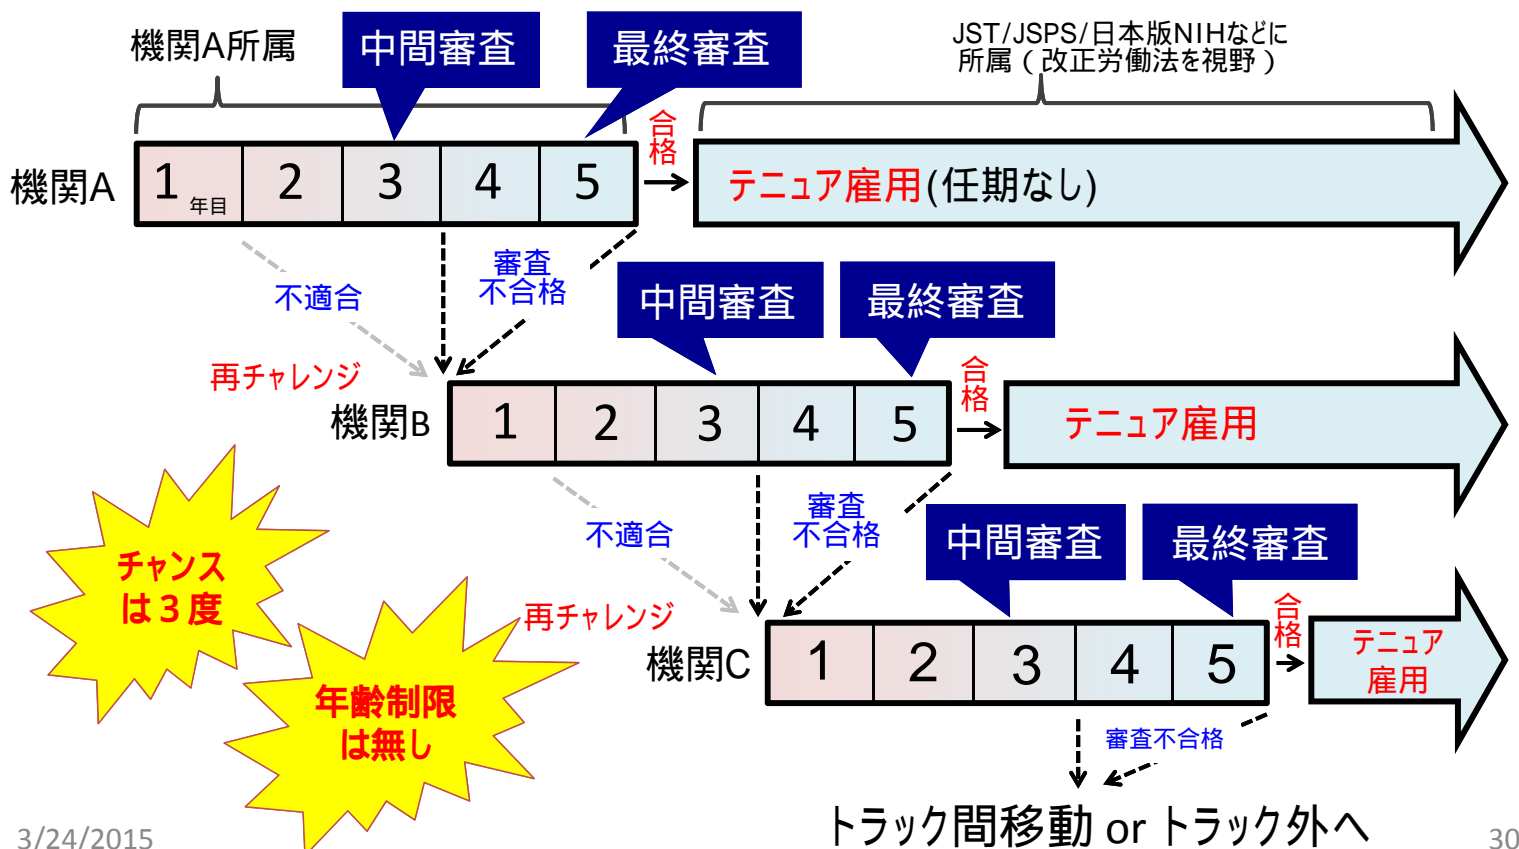 機関A所属
中間審査
最終審査
JST/JSPS/日本版NIHなどに
所属(改正労働法を視野)
合
格
機関A
1 年目
2
3
4
5
テニュア雇用(任期なし)
不適合
審査
不合格
中間審査
最終審査
再チャレンジ
合
格
機関B
1
2
3
4
5
テニュア雇用
不適合
審査
不合格
中間審査
最終審査
チャンス
は3度
再チャレンジ
合
格
機関C
1
2
3
4
5
テニュア
雇用
年齢制限
は無し
審査不合格
トラック間移動 or トラック外へ
3/24/2015
30